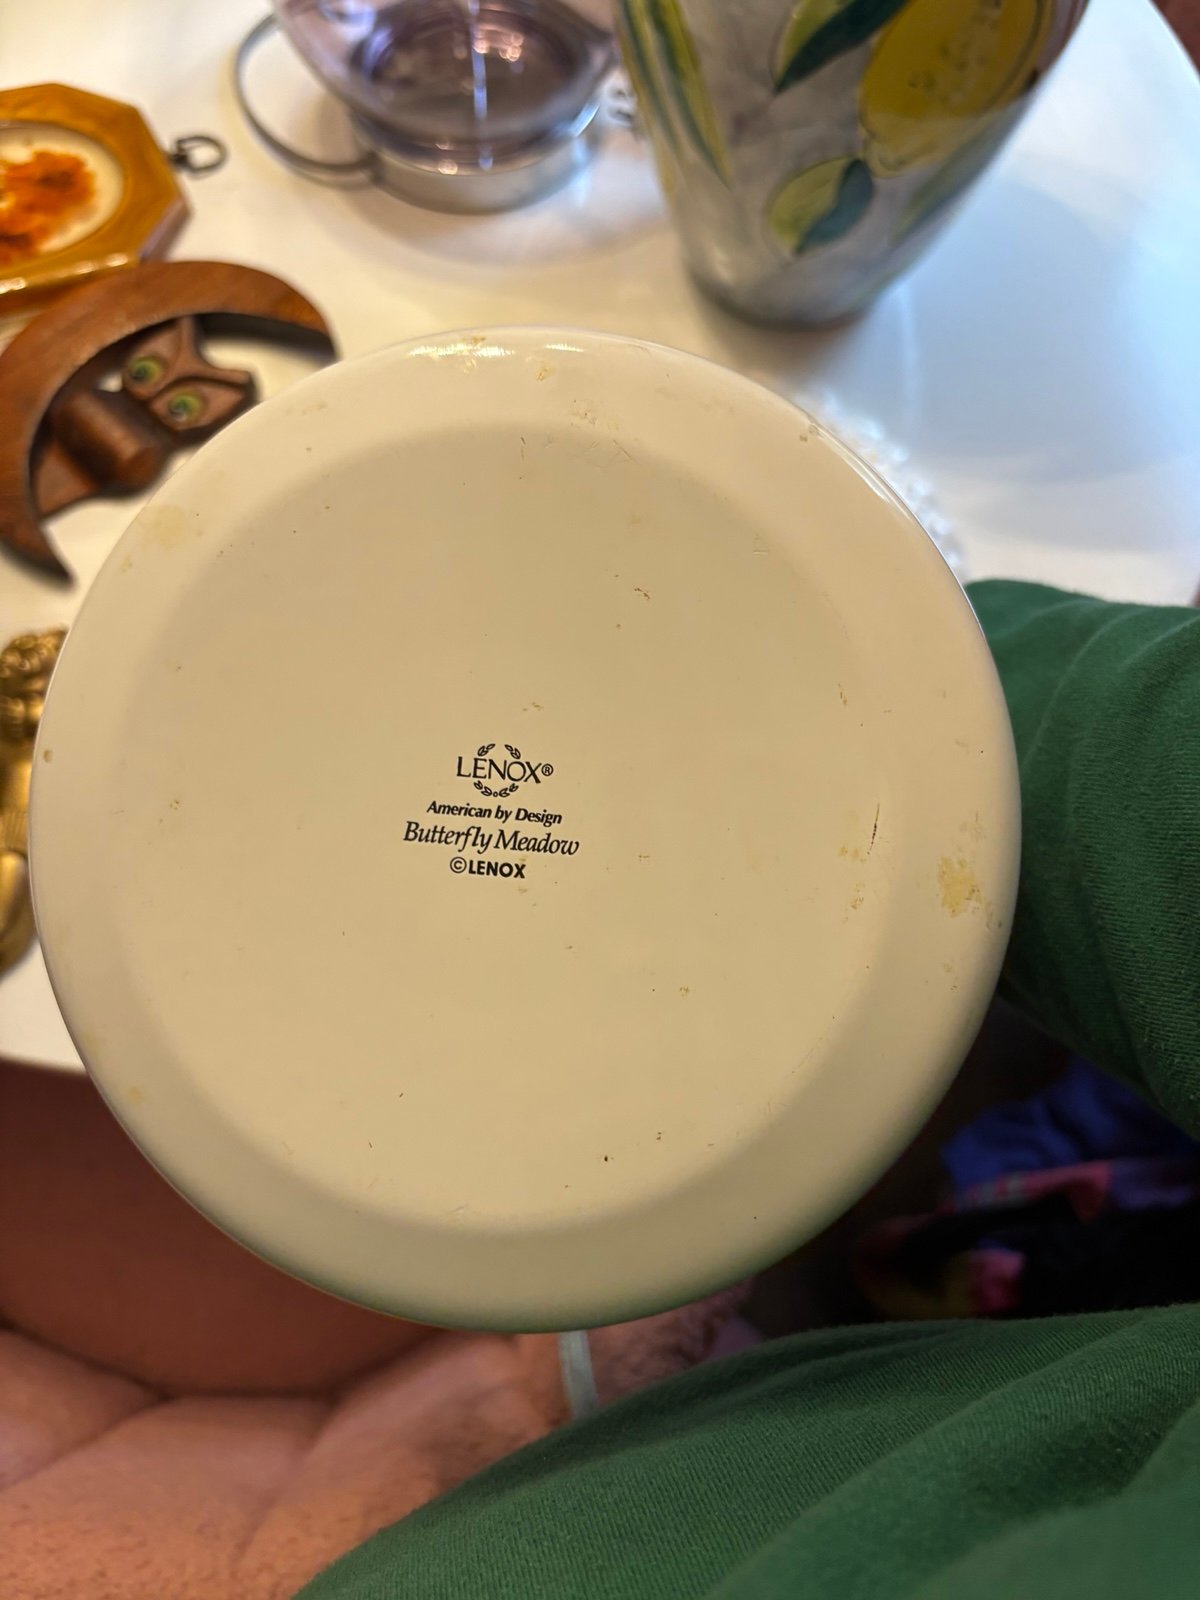 LENOX®
American by Design
Butterfly Meadow
©LENOX